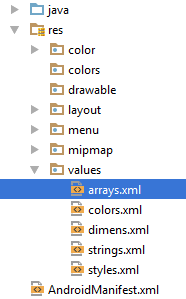 java
res
color
colors
drawable
layout
menu
mipmap
values
arrays.xml
colors.xml
dimens.xml
strings.xml
styles.xml
AndroidManifest.xml